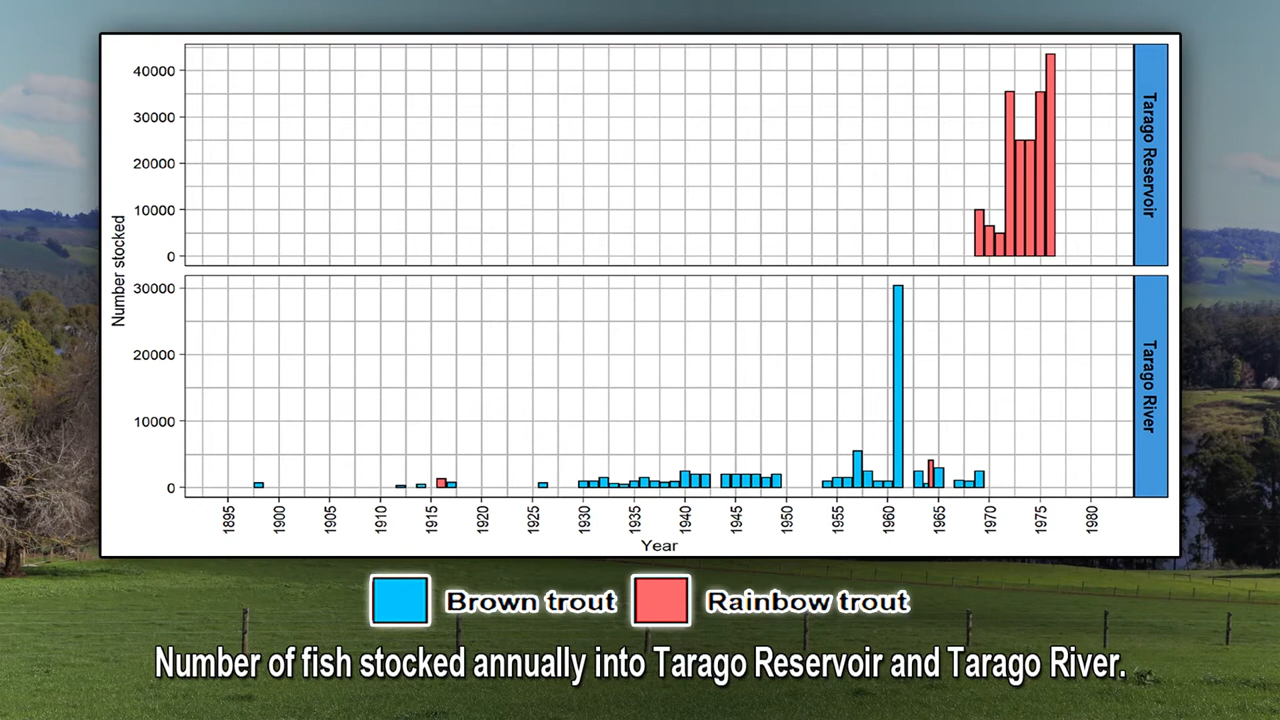 40000
30000
20000
10000
0
Tarago Reservoir
Number stocked
30000
20000
10000
0
Tarago River
1895 1900 1905 1910 1915 1920 1925 1930 1935 1940 1945 1950 1955 1960 1965 1970 1975 1980
Year
Brown trout Rainbow trout
Number of fish stocked annually into Tarago Reservoir and Tarago River.